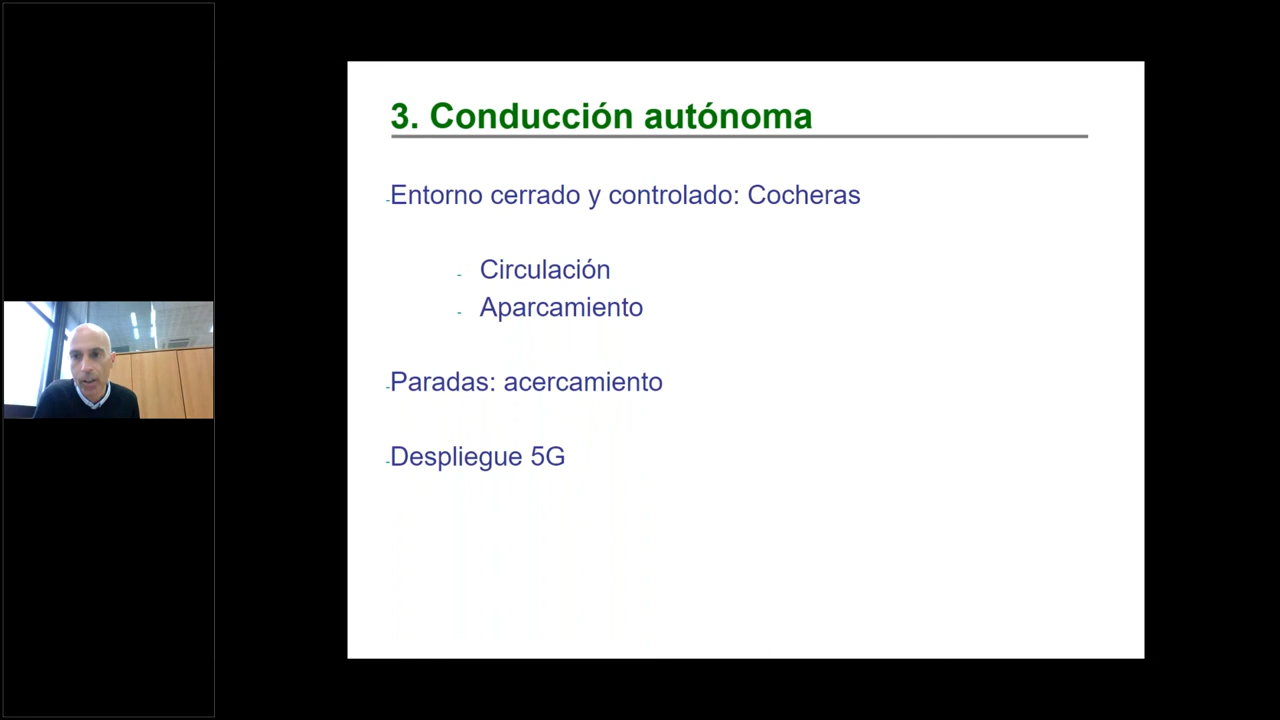 3. Conducción autónoma
-Entorno cerrado y controlado: Cocheras
- Circulación
- Aparcamiento
-Paradas: acercamiento
-Despliegue 5G